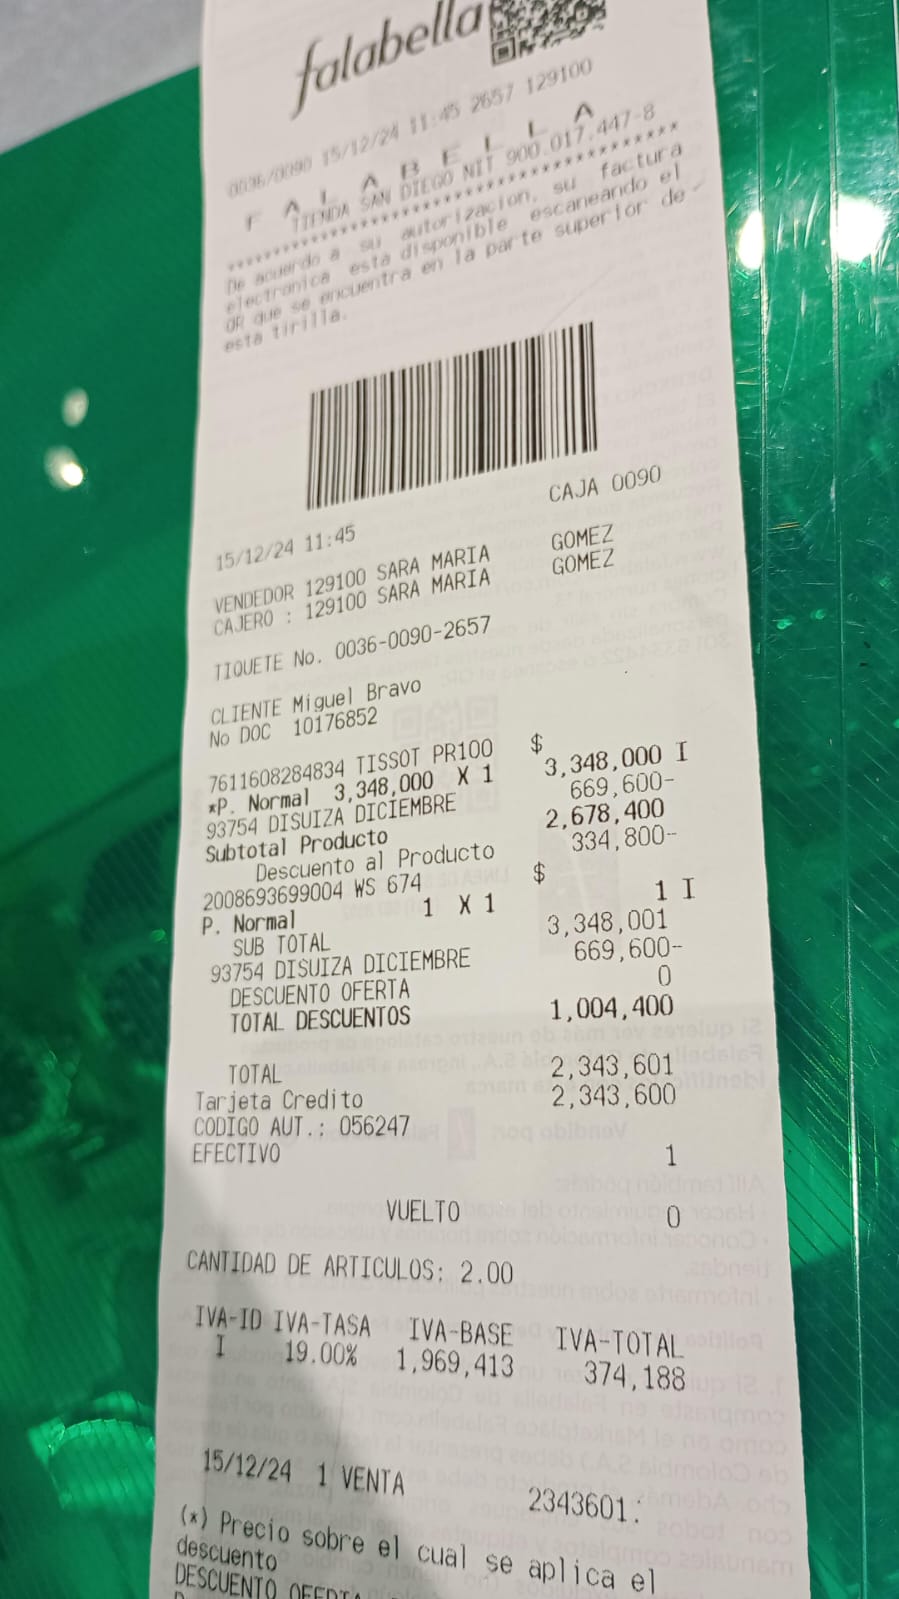 falabella
0036/0090 15/12/24 11:45 2657 129100
F A L A B E L L A
TIENDA SAN DIEGO NIT 900.017.447-8
****************************************
De acuerdo a su autorizacion, su factura
electronica esta disponible escaneando el
QR que se encuentra en la parte superior de
esta tirilla.
15/12/24 11:45 CAJA 0090
VENDEDOR 129100 SARA MARIA GOMEZ
CAJERO : 129100 SARA MARIA GOMEZ
TIQUETE No. 0036-0090-2657
CLIENTE Miguel Bravo
No DOC 10176852
7611608284834 TISSOT PR100 $
*P. Normal 3,348,000 X 1 3,348,000 I
93754 DISUIZA DICIEMBRE 669,600-
Subtotal Producto 2,678,400
Descuento al Producto 334,800-
2008693699004 WS 674 $
P. Normal 1 X 1 1 I
SUB TOTAL 3,348,001
93754 DISUIZA DICIEMBRE 669,600-
DESCUENTO OFERTA 0
TOTAL DESCUENTOS 1,004,400
TOTAL 2,343,601
Tarjeta Credito 2,343,600
CODIGO AUT.: 056247
EFECTIVO 1
VUELTO 0
CANTIDAD DE ARTICULOS: 2.00
IVA-ID IVA-TASA IVA-BASE IVA-TOTAL
I 19.00% 1,969,413 374,188
15/12/24 1 VENTA 2343601:
(*) Precio sobre el cual se aplica el
descuento
DESCUENTO OFERTA